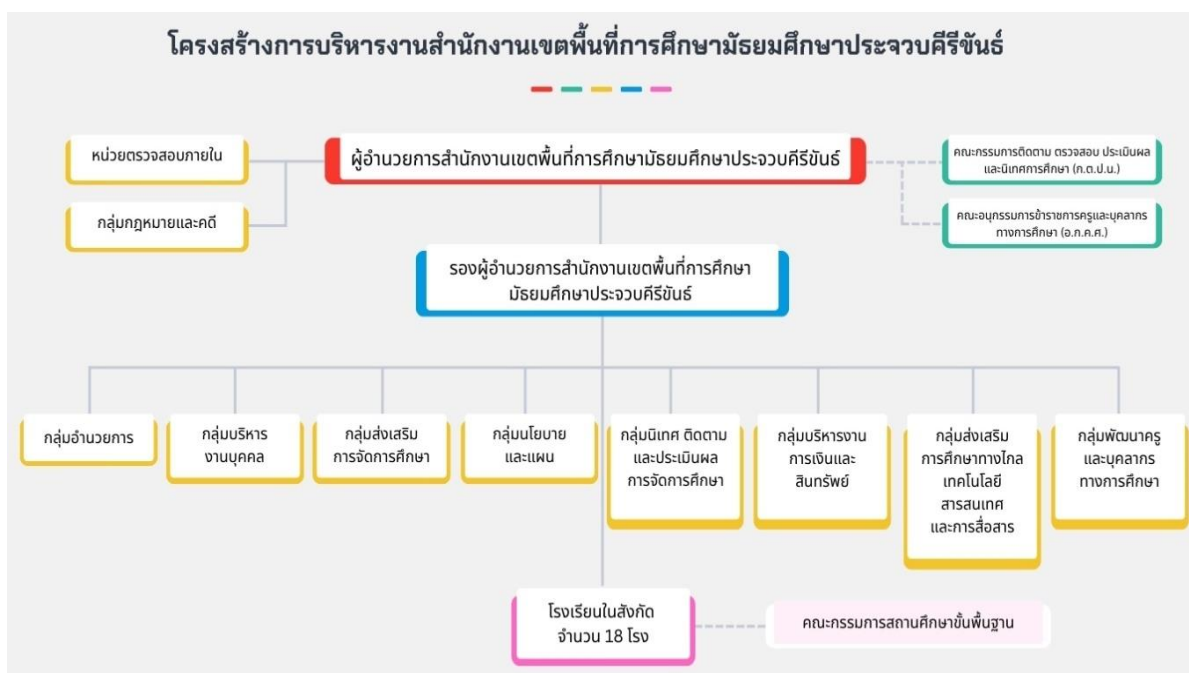 โครงสร้างการบริหารงานสำนักงานเขตพื้นที่การศึกษามัธยมศึกษาประจวบคีรีขันธ์
หน่วยตรวจสอบภายใน
กลุ่มกฎหมายและคดี
ผู้อำนวยการสำนักงานเขตพื้นที่การศึกษามัธยมศึกษาประจวบคีรีขันธ์
คณะกรรมการติดตาม ตรวจสอบ ประเมินผล
และนิเทศการศึกษา (ก.ต.ป.น.)
คณะอนุกรรมการข้าราชการครูและบุคลากร
ทางการศึกษา (อ.ก.ค.ศ.)
รองผู้อำนวยการสำนักงานเขตพื้นที่การศึกษา
มัธยมศึกษาประจวบคีรีขันธ์
กลุ่มอำนวยการ
กลุ่มบริหาร
งานบุคคล
กลุ่มส่งเสริม
การจัดการศึกษา
กลุ่มนโยบาย
และแผน
กลุ่มนิเทศ ติดตาม
และประเมินผล
การจัดการศึกษา
กลุ่มบริหารงาน
การเงินและ
สินทรัพย์
กลุ่มส่งเสริม
การศึกษาทางไกล
เทคโนโลยี
สารสนเทศ
และการสื่อสาร
กลุ่มพัฒนาครู
และบุคลากร
ทางการศึกษา
โรงเรียนในสังกัด
จำนวน 18 โรง
คณะกรรมการสถานศึกษาขั้นพื้นฐาน